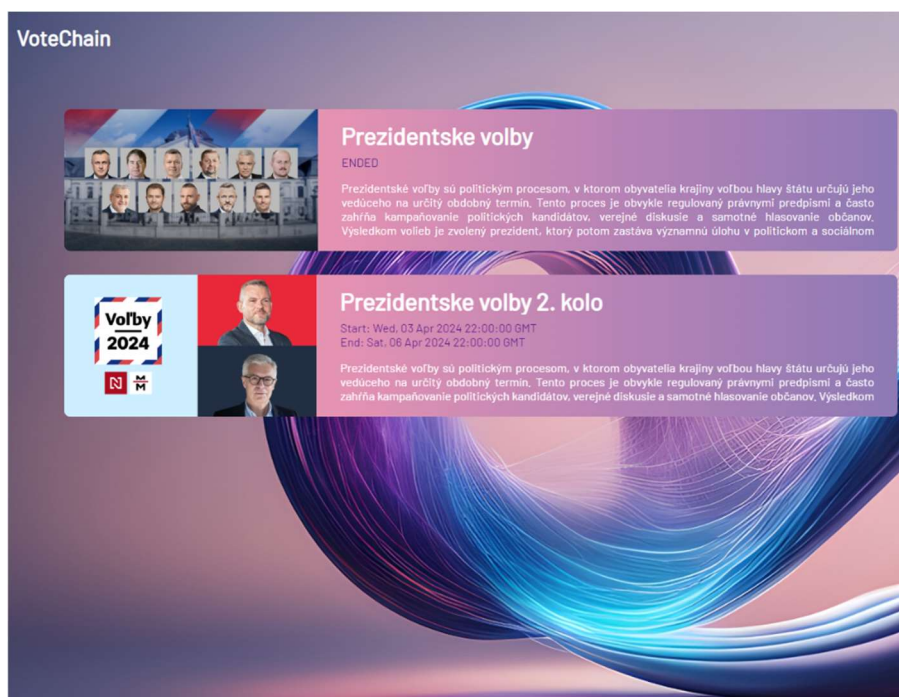 VoteChain
Prezidentske volby
ENDED
Prezidentské voľby sú politickým procesom, v ktorom obyvatelia krajiny voľbou hlavy štátu určujú jeho
vedúceho na určitý obdobný termín. Tento proces je obvykle regulovaný právnymi predpismi a často
zahŕňa kampaňovanie politických kandidátov, verejné diskusie a samotné hlasovanie občanov.
Výsledkom volieb je zvolený prezident, ktorý potom zastáva významnú úlohu v politickom a sociálnom
Voľby
2024
N
M
M
Prezidentske volby 2. kolo
Start: Wed, 03 Apr 2024 22:00:00 GMT
End: Sat, 06 Apr 2024 22:00:00 GMT
Prezidentské voľby sú politickým procesom, v ktorom obyvatelia krajiny voľbou hlavy štátu určujú jeho
vedúceho na určitý obdobný termín. Tento proces je obvykle regulovaný právnymi predpismi a často
zahŕňa kampaňovanie politických kandidátov, verejné diskusie a samotné hlasovanie občanov. Výsledkom